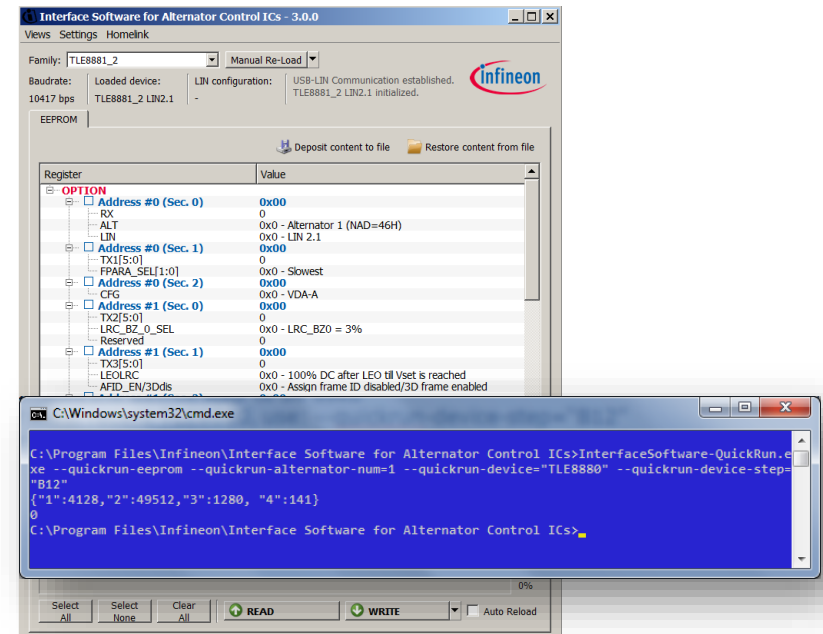 Interface Software for Alternator Control ICs - 3.0.0
Views Settings Homelink
Family: TLE8881_2 Manual Re-Load
Baudrate: Loaded device: LIN configuration: USB-LIN Communication established.
10417 bps TLE8881_2 LIN2.1 - TLE8881_2 LIN2.1 initialized.
infineon
EEPROM
Deposit content to file Restore content from file
Register Value
OPTION
Address #0 (Sec. 0) 0x00
RX 0
ALT 0x0 - Alternator 1 (NAD=46H)
LIN 0x0 - LIN 2.1
Address #0 (Sec. 1) 0x00
TX1[5:0] 0
FPARA_SEL[1:0] 0x0 - Slowest
Address #0 (Sec. 2) 0x00
CFG 0x0 - VDA-A
Address #1 (Sec. 0) 0x00
TX2[5:0] 0
LRC_BZ_0_SEL 0x0 - LRC_BZ0 = 3%
Reserved 0
Address #1 (Sec. 1) 0x00
TX3[5:0] 0
LEOLRC 0x0 - 100% DC after LEO til Vset is reached
AFID_EN/3Ddis 0x0 - Assign frame ID disabled/3D frame enabled
C:\Windows\system32\cmd.exe
C:\Program Files\Infineon\Interface Software for Alternator Control ICs>InterfaceSoftware-QuickRun.e
xe --quickrun-eeprom --quickrun-alternator-num=1 --quickrun-device="TLE8880" --quickrun-device-step=
"B12"
{"1":4128,"2":49512,"3":1280, "4":141}
0
C:\Program Files\Infineon\Interface Software for Alternator Control ICs>
0%
Select All Select None Clear All READ WRITE Auto Reload